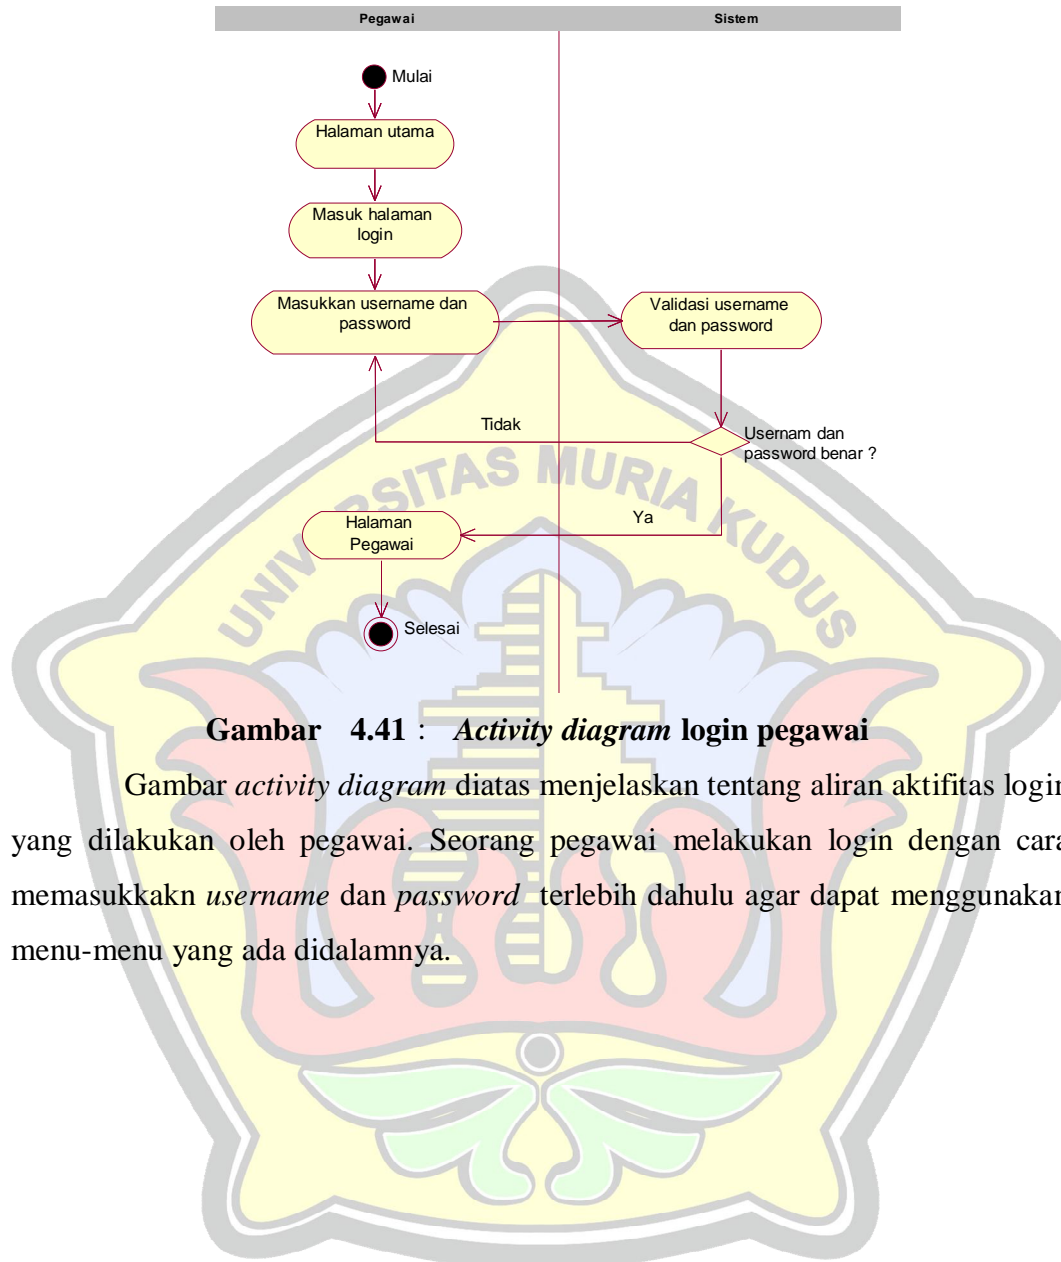 Pegawai Sistem
Mulai
Halaman utama
Masuk halaman
login
Masukkan username dan
password
Validasi username
dan password
Tidak
Usernam dan
password benar ?
Ya
Halaman
Pegawai
Selesai
UNIVERSITAS MURIA KUDUS
Gambar 4.41 : Activity diagram login pegawai
Gambar activity diagram diatas menjelaskan tentang aliran aktifitas login
yang dilakukan oleh pegawai. Seorang pegawai melakukan login dengan cara
memasukkakn username dan password terlebih dahulu agar dapat menggunakan
menu-menu yang ada didalamnya.